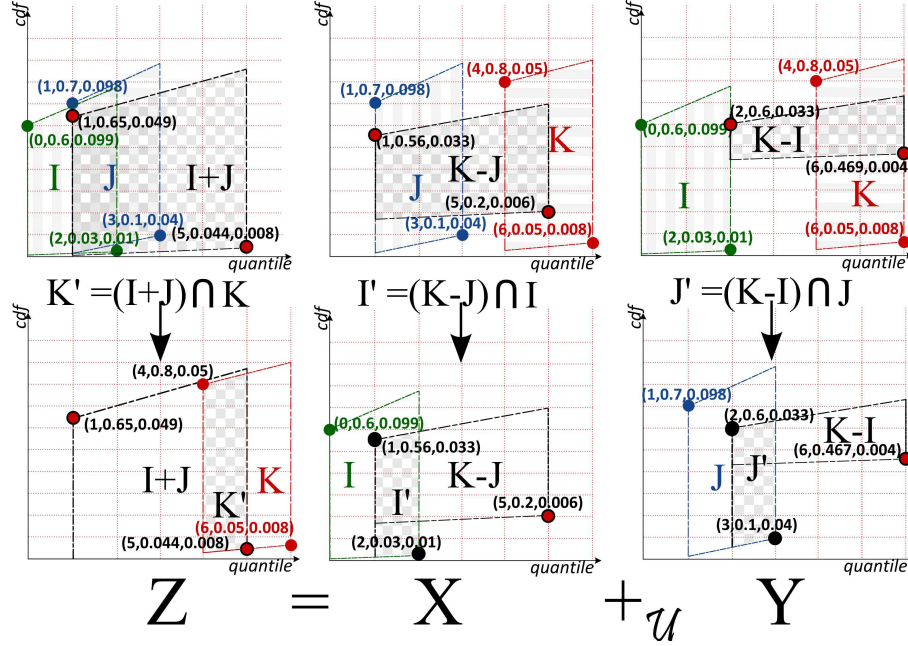 cdf
(1,0.7,0.098)
(1,0.65,0.049)
(0,0.6,0.099)
I
J
I+J
(3,0.1,0.04)
(2,0.03,0.01)
(5,0.044,0.008)
quantile
cdf
(1,0.7,0.098)
(4,0.8,0.05)
(1,0.56,0.033)
K-J
K
J
(5,0.2,0.006)
(3,0.1,0.04)
(6,0.05,0.008)
quantile
cdf
(4,0.8,0.05)
(2,0.6,0.033)
(0,0.6,0.099)
K-I
(6,0.469,0.004)
I
K
(2,0.03,0.01)
(6,0.05,0.008)
quantile
K' =(I+J)∩K
I' =(K-J)∩I
J' =(K-I)∩J
cdf
(4,0.8,0.05)
(1,0.65,0.049)
I+J
K
K'
(6,0.05,0.008)
(5,0.044,0.008)
quantile
cdf
(0,0.6,0.099)
(1,0.56,0.033)
I
K-J
I'
(5,0.2,0.006)
(2,0.03,0.01)
quantile
cdf
(1,0.7,0.098)
(2,0.6,0.033)
K-I
(6,0.467,0.004)
J
J'
(3,0.1,0.04)
quantile
Z = X +𝒰 Y